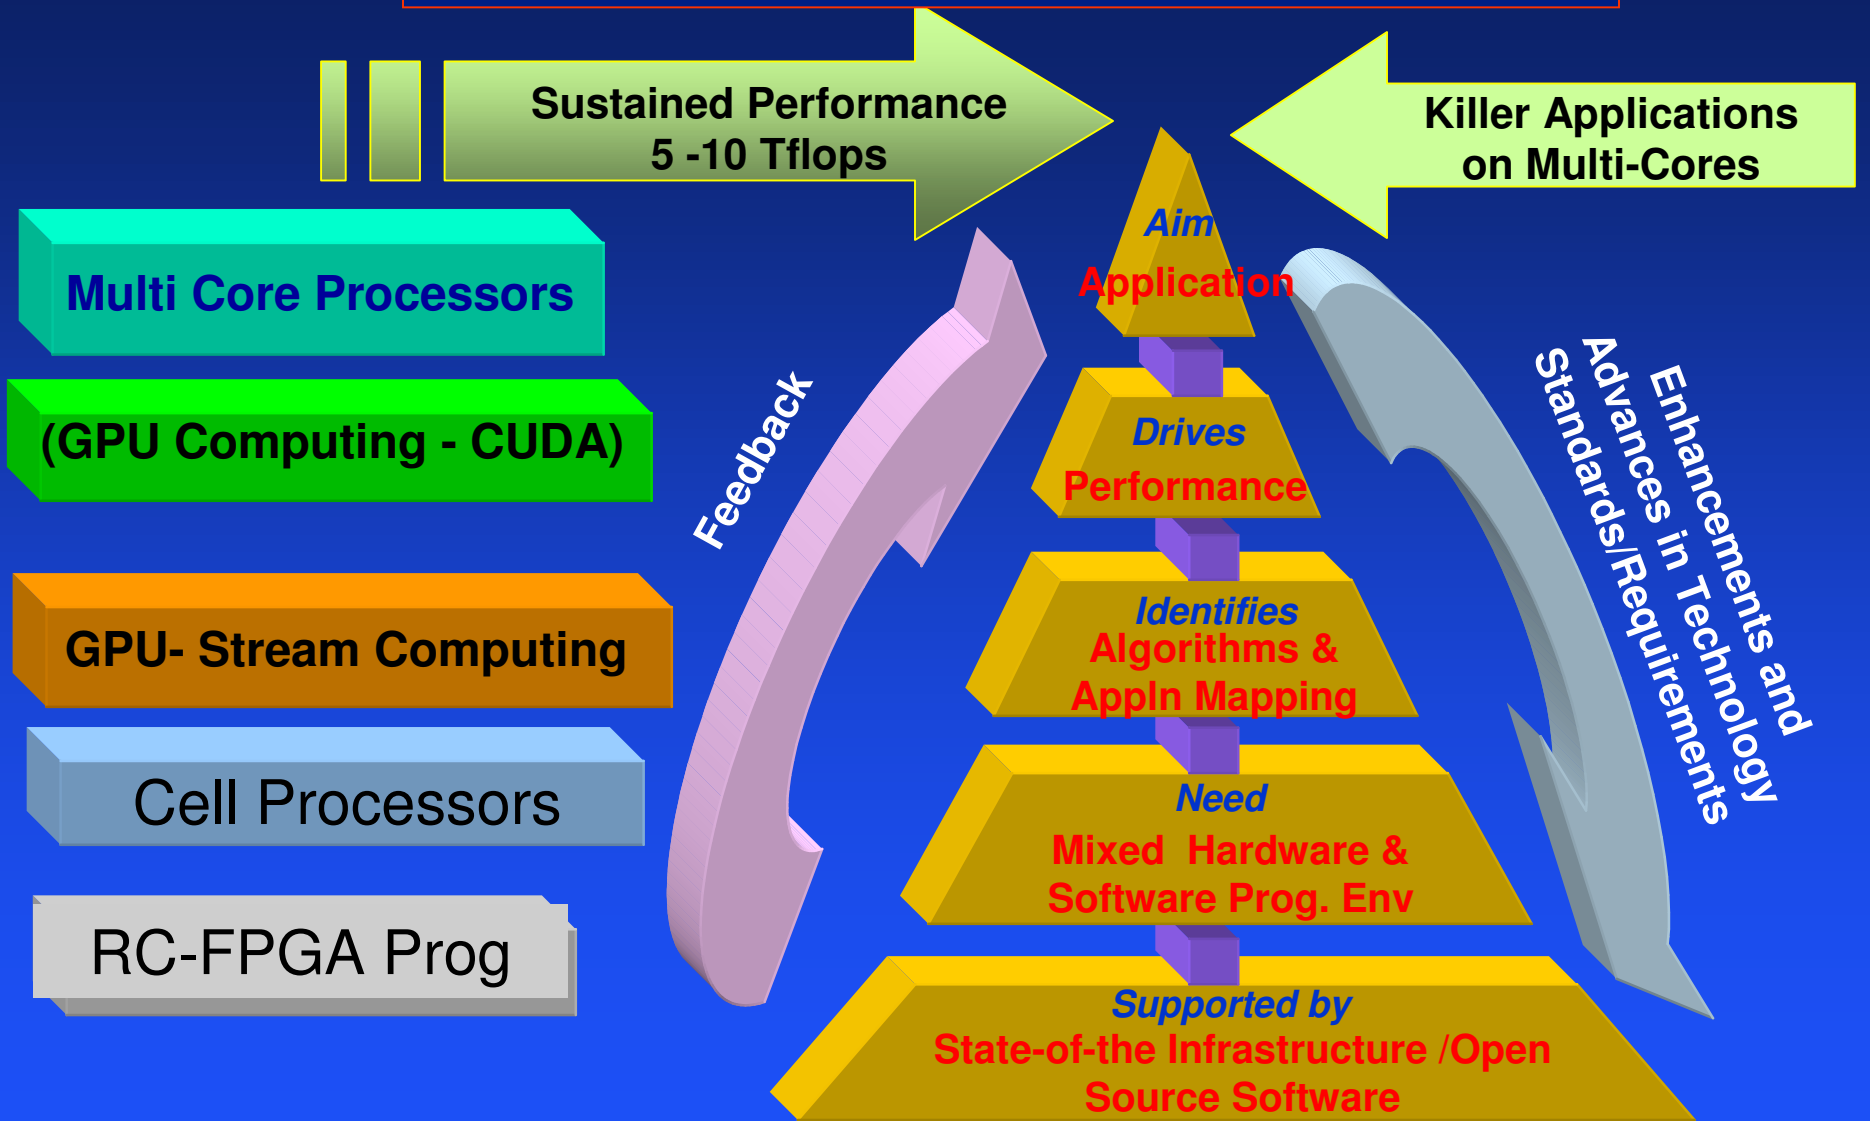 Sustained Performance
5 -10 Tflops
Killer Applications
on Multi-Cores
Multi Core Processors
(GPU Computing - CUDA)
GPU- Stream Computing
Cell Processors
RC-FPGA Prog
Feedback
Aim
Application
Drives
Performance
Identifies
Algorithms &
Appln Mapping
Need
Mixed Hardware &
Software Prog. Env
Supported by
State-of-the Infrastructure /Open
Source Software
Enhancements and
Advances in Technology
Standards/Requirements